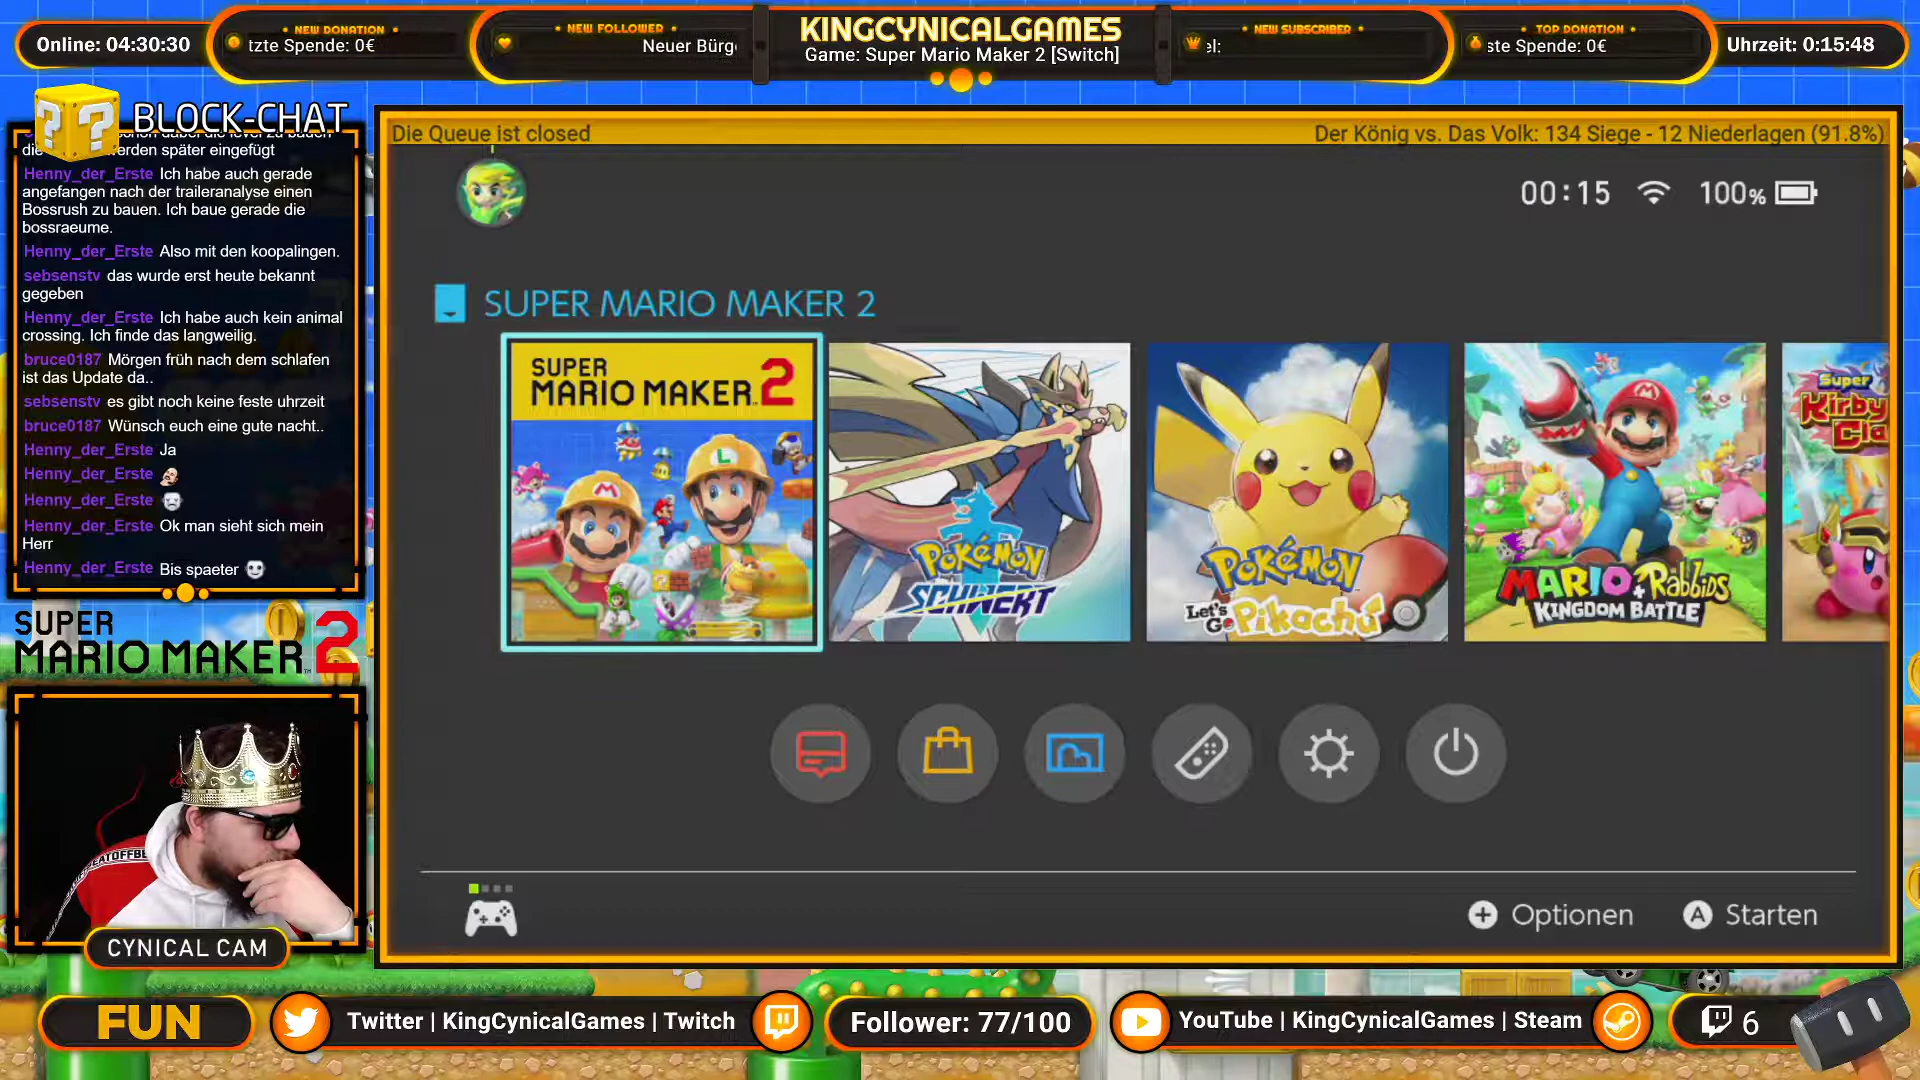 Online: 04:30:30
NEW DONATION
tzte Spende: 0€
NEW FOLLOWER
Neuer Bürg
KINGCYNICALGAMES
Game: Super Mario Maker 2 [Switch]
NEW SUBSCRIBER
el:
TOP DONATION
ste Spende: 0€
Uhrzeit: 0:15:48
BLOCK-CHAT
die
erden später eingefügt
Henny_der_Erste Ich habe auch gerade
angefangen nach der traileranalyse einen
Bossrush zu bauen. Ich baue gerade die
bossraeume.
Henny_der_Erste Also mit den koopalingen.
sebsenstv das wurde erst heute bekannt
gegeben
Henny_der_Erste Ich habe auch kein animal
crossing. Ich finde das langweilig.
bruce0187 Mörgen früh nach dem schlafen
ist das Update da..
sebsenstv es gibt noch keine feste uhrzeit
bruce0187 Wünsch euch eine gute nacht..
Henny_der_Erste Ja
Henny_der_Erste
Henny_der_Erste
Henny_der_Erste Ok man sieht sich mein
Herr
Henny_der_Erste Bis spaeter
Die Queue ist closed
Der König vs. Das Volk: 134 Siege - 12 Niederlagen (91.8%)
00:15
100%
SUPER MARIO MAKER 2
SUPER
MARIO MAKER 2
POKÉMON
SCHWERT
POKÉMON
Let's
Go Pikachu
MARIO + Rabbids
KINGDOM BATTLE
Super
Kirby
Cla
Optionen
Starten
SUPER
MARIO MAKER 2
CYNICAL CAM
FUN
Twitter | KingCynicalGames | Twitch
Follower: 77/100
YouTube | KingCynicalGames | Steam
6